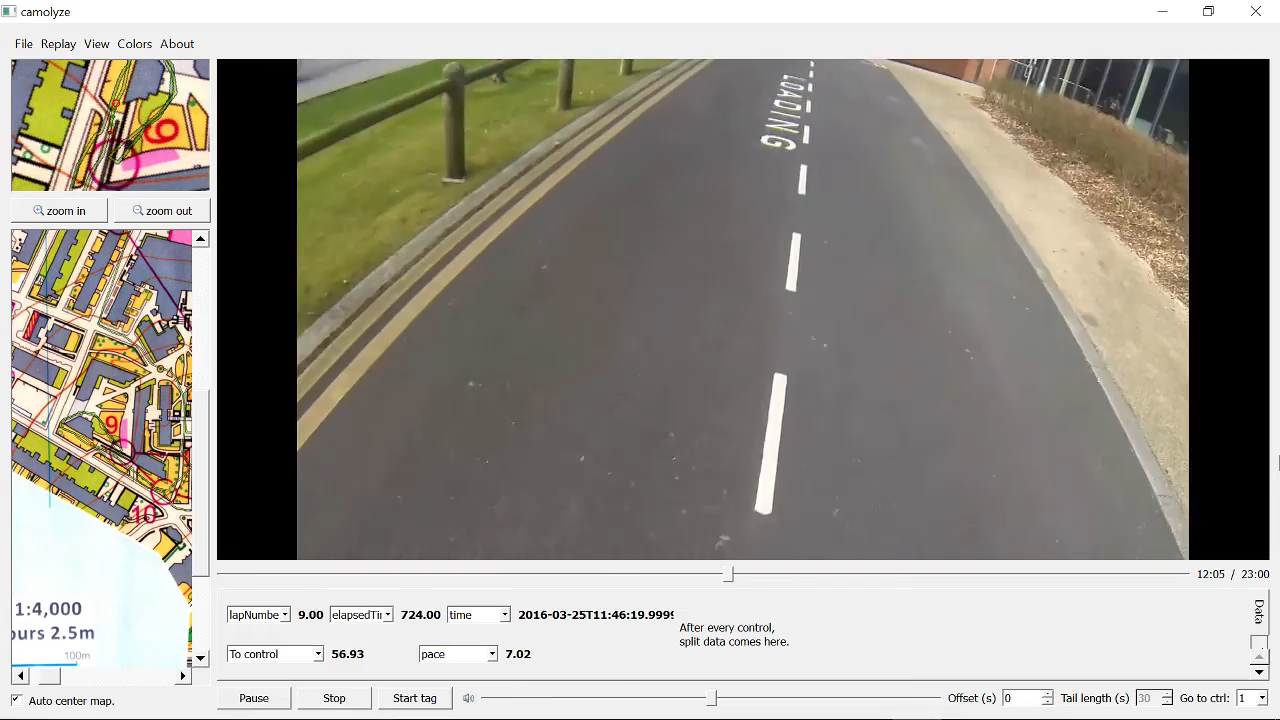 camolyze
File Replay View Colors About
9
zoom in zoom out
9
10
1:4,000
ours 2.5m
100m
LOADING
12:05 / 23:00
lapNumbe 9.00 elapsedTi 724.00 time 2016-03-25T11:46:19.999
After every control,
split data comes here.
To control 56.93 pace 7.02
Data
Auto center map.
Pause Stop Start tag Offset (s) 0 Tail length (s) 30 Go to ctrl: 1